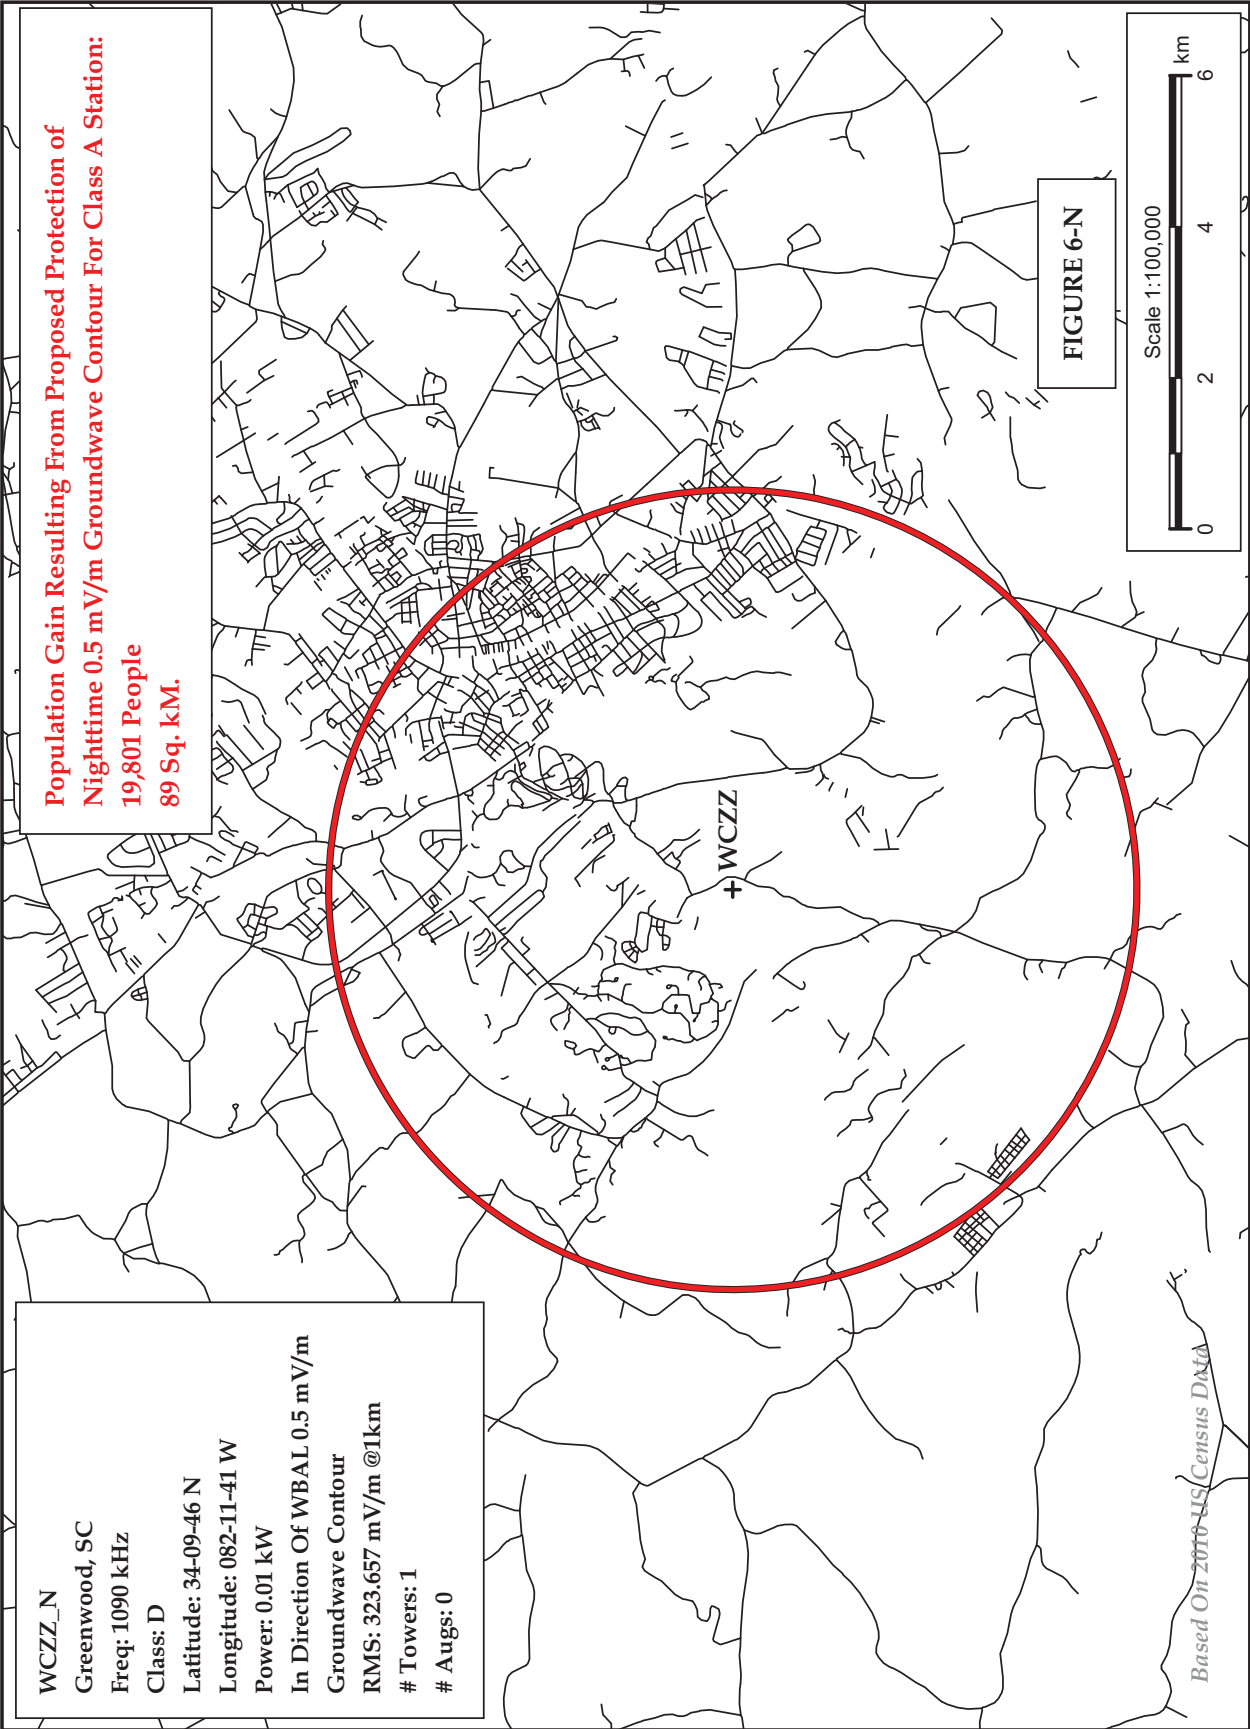 Population Gain Resulting From Proposed Protection of
Nighttime 0.5 mV/m Groundwave Contour For Class A Station:
19,801 People
89 Sq. kM.
WCZZ_N
Greenwood, SC
Freq: 1090 kHz
Class: D
Latitude: 34-09-46 N
Longitude: 082-11-41 W
Power: 0.01 kW
In Direction Of WBAL 0.5 mV/m
Groundwave Contour
RMS: 323.657 mV/m @1km
# Towers: 1
# Augs: 0
+ WCZZ
FIGURE 6-N
Scale 1:100,000
km
0 2 4 6
Based On 2010 US Census Data